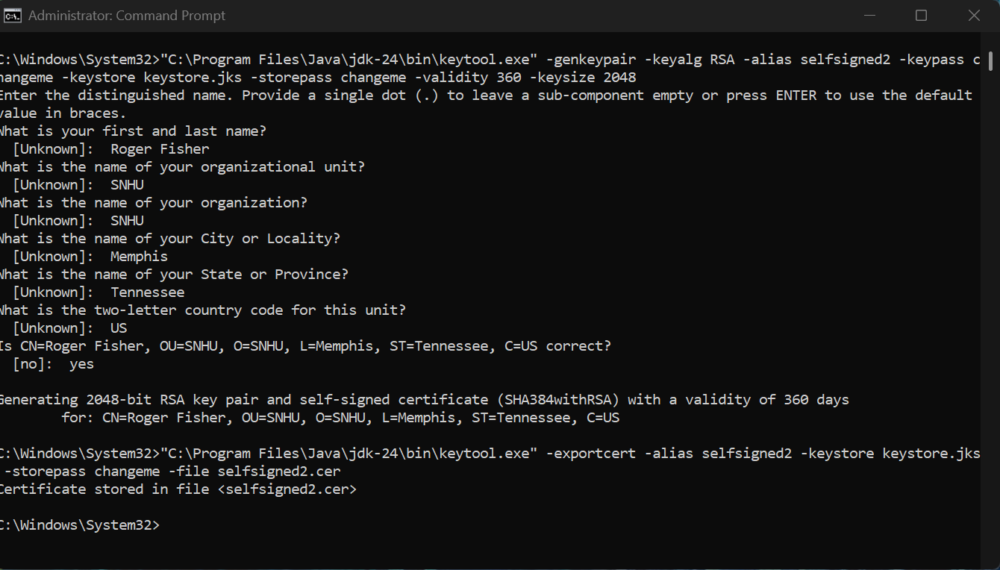 Administrator: Command Prompt
C:\Windows\System32>"C:\Program Files\Java\jdk-24\bin\keytool.exe" -genkeypair -keyalg RSA -alias selfsigned2 -keypass c
hangeme -keystore keystore.jks -storepass changeme -validity 360 -keysize 2048
Enter the distinguished name. Provide a single dot (.) to leave a sub-component empty or press ENTER to use the default
value in braces.
What is your first and last name?
  [Unknown]:  Roger Fisher
What is the name of your organizational unit?
  [Unknown]:  SNHU
What is the name of your organization?
  [Unknown]:  SNHU
What is the name of your City or Locality?
  [Unknown]:  Memphis
What is the name of your State or Province?
  [Unknown]:  Tennessee
What is the two-letter country code for this unit?
  [Unknown]:  US
Is CN=Roger Fisher, OU=SNHU, O=SNHU, L=Memphis, ST=Tennessee, C=US correct?
  [no]:  yes
Generating 2048-bit RSA key pair and self-signed certificate (SHA384withRSA) with a validity of 360 days
        for: CN=Roger Fisher, OU=SNHU, O=SNHU, L=Memphis, ST=Tennessee, C=US
C:\Windows\System32>"C:\Program Files\Java\jdk-24\bin\keytool.exe" -exportcert -alias selfsigned2 -keystore keystore.jks
 -storepass changeme -file selfsigned2.cer
Certificate stored in file <selfsigned2.cer>
C:\Windows\System32>